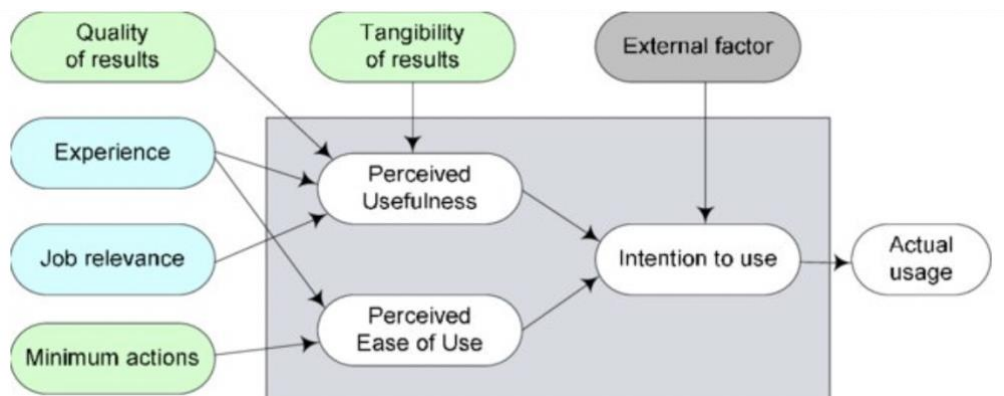 Quality
of results
Tangibility
of results
External factor
Experience
Perceived
Usefulness
Job relevance
Intention to use
Actual
usage
Perceived
Ease of Use
Minimum actions